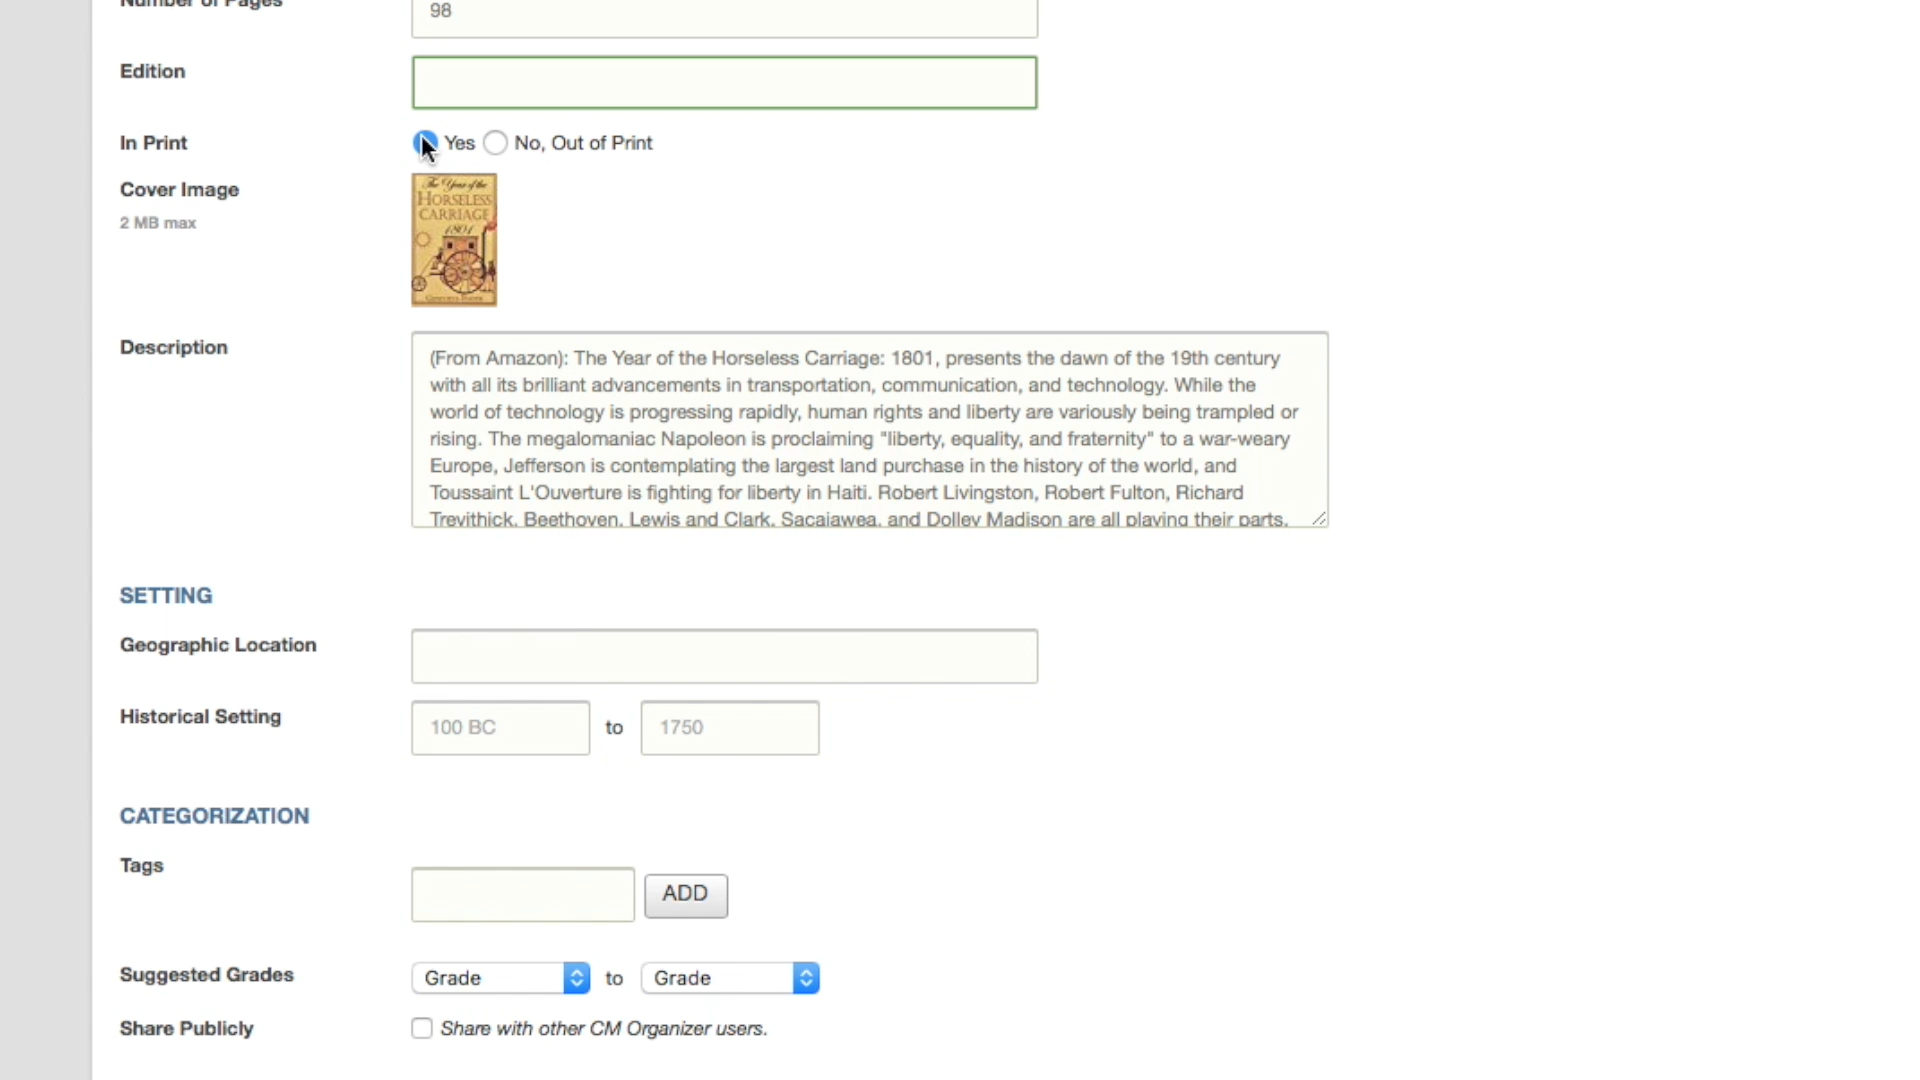 Number of Pages
98
Edition
In Print
Yes No, Out of Print
Cover Image
2 MB max
The Year of the
HORSELESS
CARRIAGE
1801
Description
(From Amazon): The Year of the Horseless Carriage: 1801, presents the dawn of the 19th century
with all its brilliant advancements in transportation, communication, and technology. While the
world of technology is progressing rapidly, human rights and liberty are variously being trampled or
rising. The megalomaniac Napoleon is proclaiming "liberty, equality, and fraternity" to a war-weary
Europe, Jefferson is contemplating the largest land purchase in the history of the world, and
Toussaint L'Ouverture is fighting for liberty in Haiti. Robert Livingston, Robert Fulton, Richard
Trevithick, Beethoven, Lewis and Clark, Sacajawea, and Dolley Madison are all playing their parts.
SETTING
Geographic Location
Historical Setting
100 BC to 1750
CATEGORIZATION
Tags
ADD
Suggested Grades
Grade to Grade
Share Publicly
Share with other CM Organizer users.